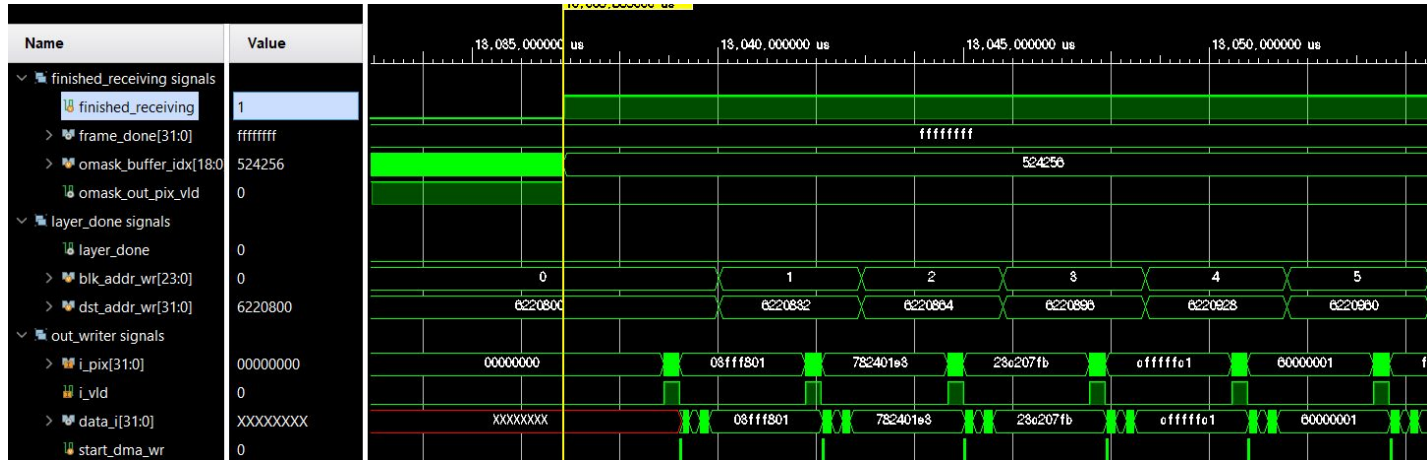 Name Value
18,035.000000 us 18,040.000000 us 18,045.000000 us 18,050.000000 us
finished_receiving signals
finished_receiving 1
frame_done[31:0] ffffffff ffffffff
omask_buffer_idx[18:0 524256 524256
omask_out_pix_vld 0
layer_done signals
layer_done 0
blk_addr_wr[23:0] 0 0 1 2 3 4 5
dst_addr_wr[31:0] 6220800 6220800 6220832 6220864 6220896 6220928 6220960
out_writer signals
i_pix[31:0] 00000000 00000000 03fff801 782401e3 23c207fb cfffffc1 60000001 f
i_vld 0
data_i[31:0] XXXXXXXX XXXXXXXX 03fff801 782401e3 23c207fb cfffffc1 60000001
start_dma_wr 0